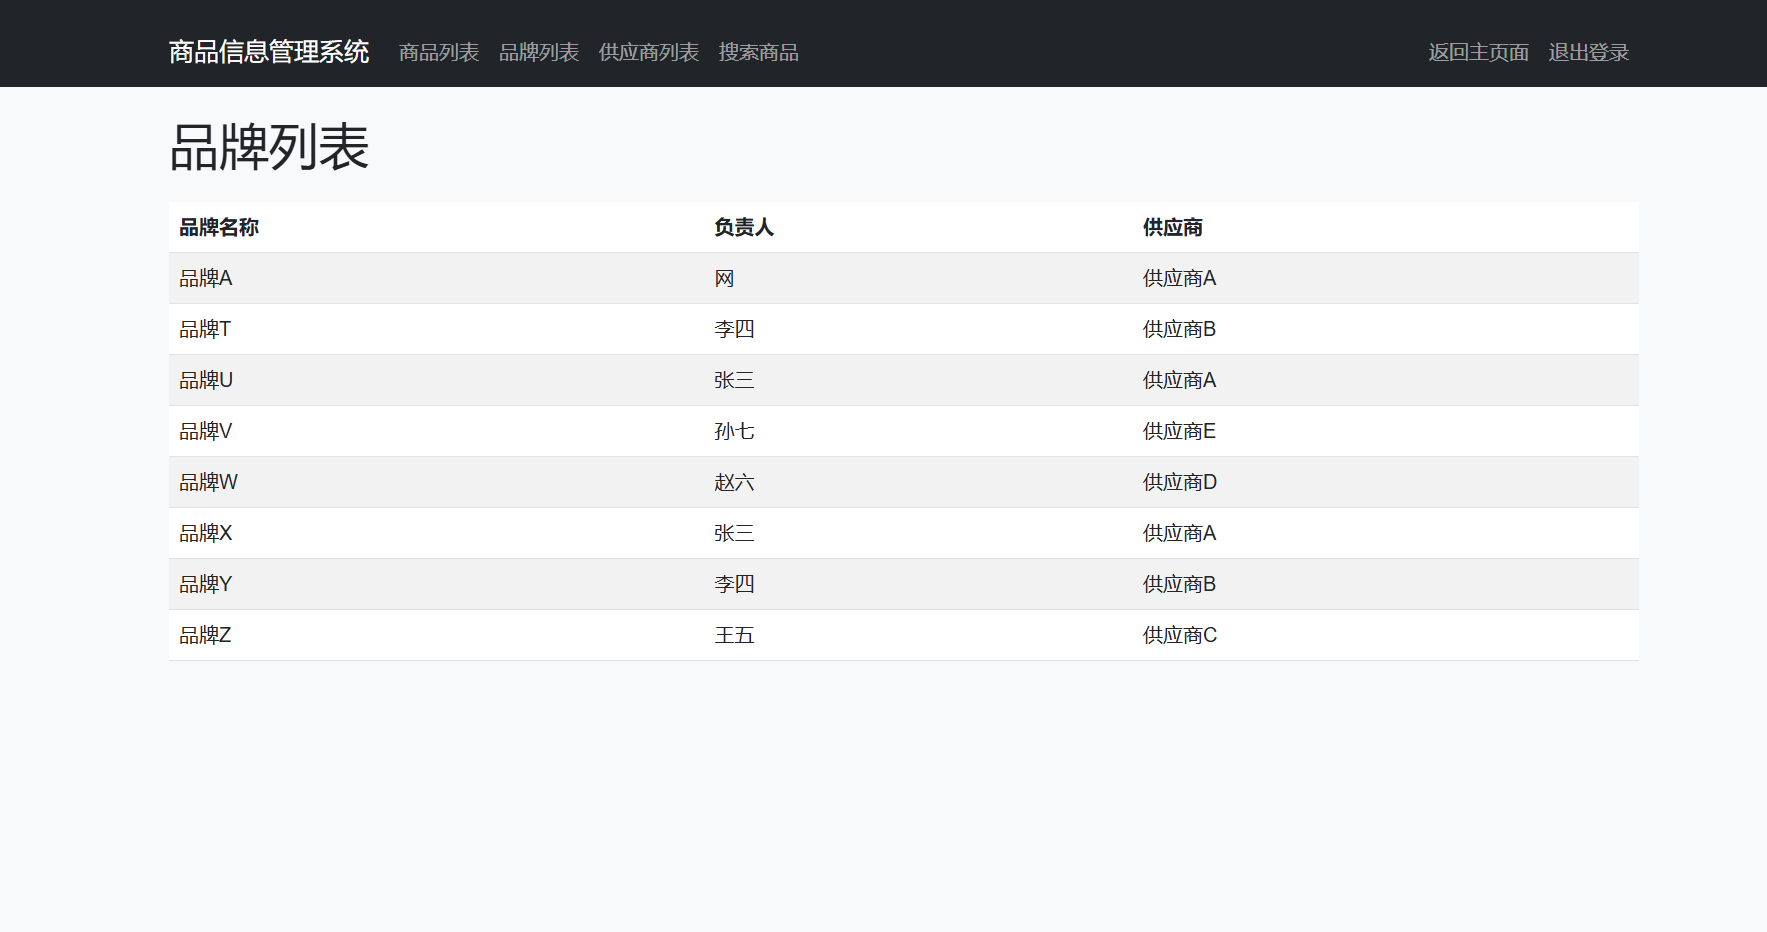 商品信息管理系统 商品列表 品牌列表 供应商列表 搜索商品 返回主页面 退出登录
品牌列表
品牌名称 负责人 供应商
品牌A 网 供应商A
品牌T 李四 供应商B
品牌U 张三 供应商A
品牌V 孙七 供应商E
品牌W 赵六 供应商D
品牌X 张三 供应商A
品牌Y 李四 供应商B
品牌Z 王五 供应商C